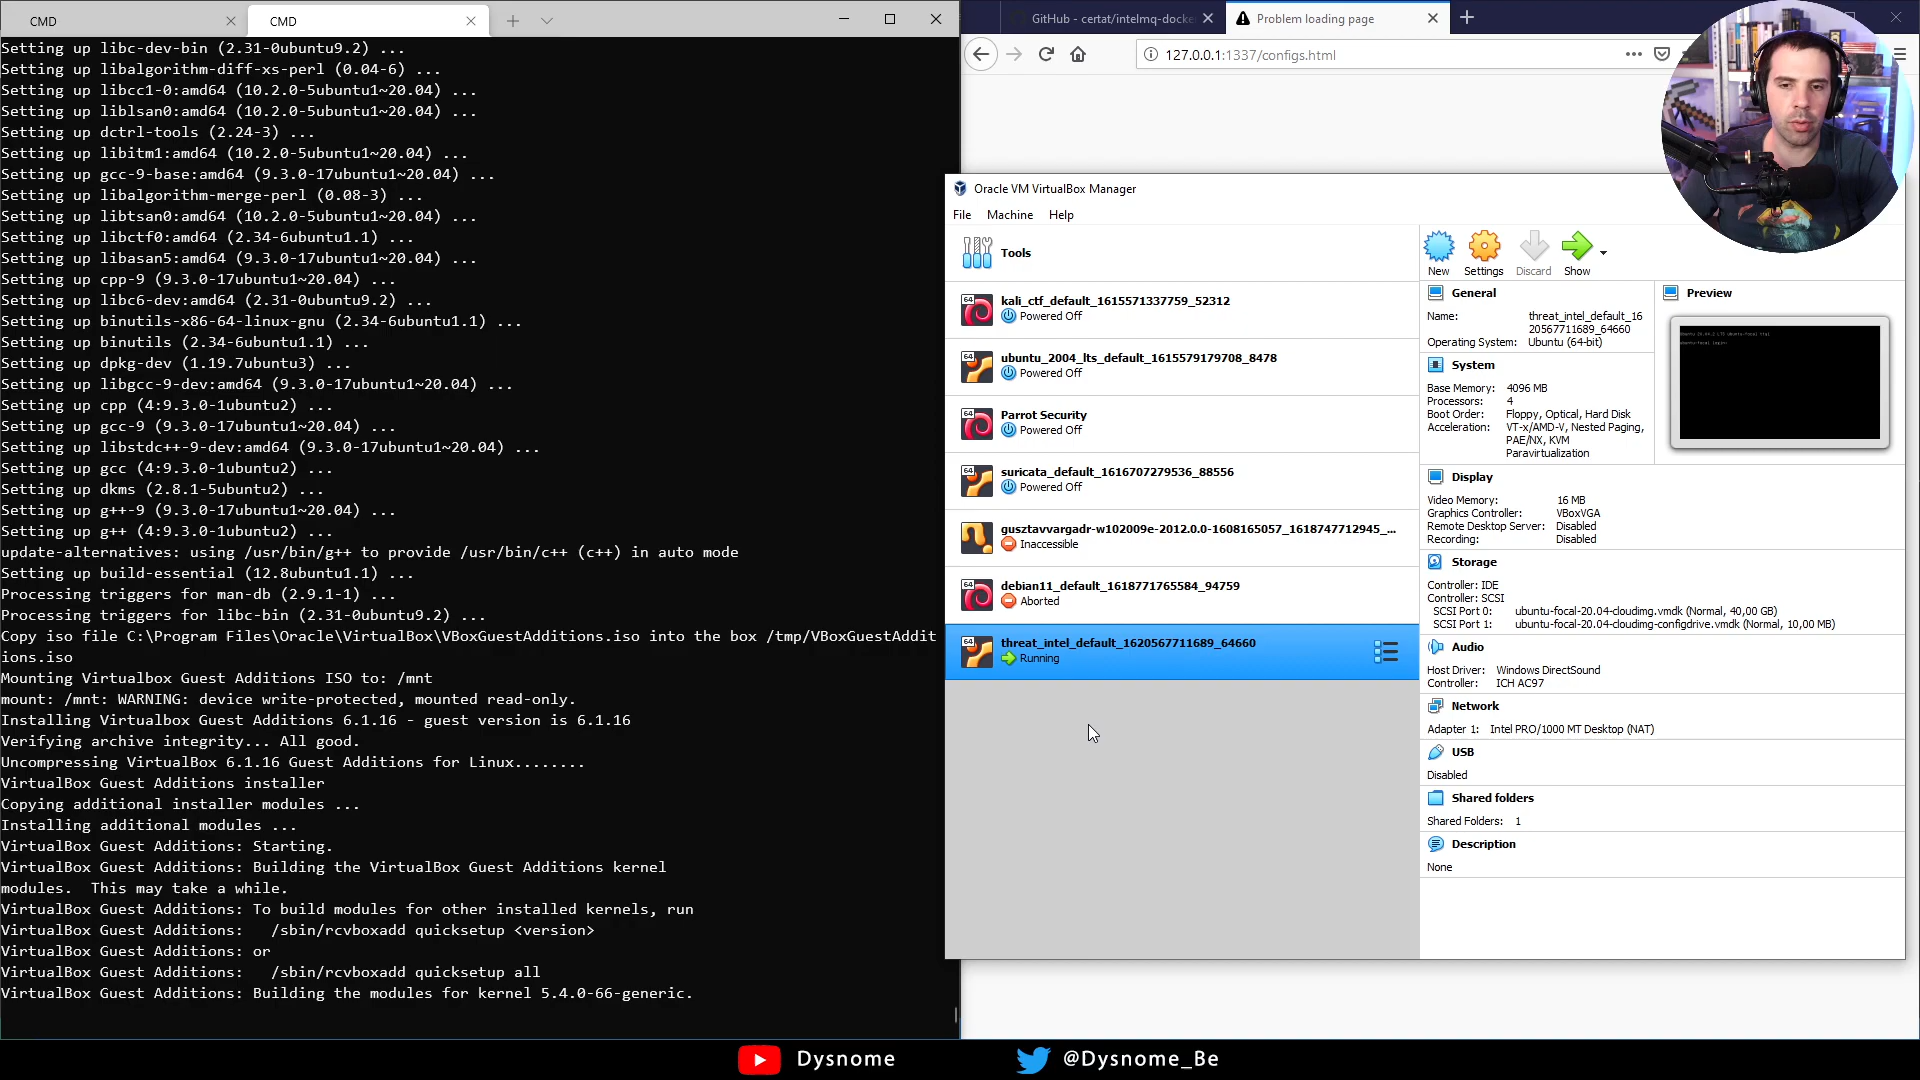 CMD
CMD
Setting up libc-dev-bin (2.31-0ubuntu9.2) ...
Setting up libalgorithm-diff-xs-perl (0.04-6) ...
Setting up libcc1-0:amd64 (10.2.0-5ubuntu1~20.04) ...
Setting up liblsan0:amd64 (10.2.0-5ubuntu1~20.04) ...
Setting up dctrl-tools (2.24-3) ...
Setting up libitm1:amd64 (10.2.0-5ubuntu1~20.04) ...
Setting up gcc-9-base:amd64 (9.3.0-17ubuntu1~20.04) ...
Setting up libalgorithm-merge-perl (0.08-3) ...
Setting up libtsan0:amd64 (10.2.0-5ubuntu1~20.04) ...
Setting up libctf0:amd64 (2.34-6ubuntu1.1) ...
Setting up libasan5:amd64 (9.3.0-17ubuntu1~20.04) ...
Setting up cpp-9 (9.3.0-17ubuntu1~20.04) ...
Setting up libc6-dev:amd64 (2.31-0ubuntu9.2) ...
Setting up binutils-x86-64-linux-gnu (2.34-6ubuntu1.1) ...
Setting up binutils (2.34-6ubuntu1.1) ...
Setting up dpkg-dev (1.19.7ubuntu3) ...
Setting up libgcc-9-dev:amd64 (9.3.0-17ubuntu1~20.04) ...
Setting up cpp (4:9.3.0-1ubuntu2) ...
Setting up gcc-9 (9.3.0-17ubuntu1~20.04) ...
Setting up libstdc++-9-dev:amd64 (9.3.0-17ubuntu1~20.04) ...
Setting up gcc (4:9.3.0-1ubuntu2) ...
Setting up dkms (2.8.1-5ubuntu2) ...
Setting up g++-9 (9.3.0-17ubuntu1~20.04) ...
Setting up g++ (4:9.3.0-1ubuntu2) ...
update-alternatives: using /usr/bin/g++ to provide /usr/bin/c++ (c++) in auto mode
Setting up build-essential (12.8ubuntu1.1) ...
Processing triggers for man-db (2.9.1-1) ...
Processing triggers for libc-bin (2.31-0ubuntu9.2) ...
Copy iso file C:\Program Files\Oracle\VirtualBox\VBoxGuestAdditions.iso into the box /tmp/VBoxGuestAddit
ions.iso
Mounting Virtualbox Guest Additions ISO to: /mnt
mount: /mnt: WARNING: device write-protected, mounted read-only.
Installing Virtualbox Guest Additions 6.1.16 - guest version is 6.1.16
Verifying archive integrity... All good.
Uncompressing VirtualBox 6.1.16 Guest Additions for Linux........
VirtualBox Guest Additions installer
Copying additional installer modules ...
Installing additional modules ...
VirtualBox Guest Additions: Starting.
VirtualBox Guest Additions: Building the VirtualBox Guest Additions kernel
modules.  This may take a while.
VirtualBox Guest Additions: To build modules for other installed kernels, run
VirtualBox Guest Additions:   /sbin/rcvboxadd quicksetup <version>
VirtualBox Guest Additions: or
VirtualBox Guest Additions:   /sbin/rcvboxadd quicksetup all
VirtualBox Guest Additions: Building the modules for kernel 5.4.0-66-generic.
GitHub - certat/intelmq-docke
Problem loading page
127.0.0.1:1337/configs.html
Oracle VM VirtualBox Manager
File Machine Help
Tools
kali_ctf_default_1615571337759_52312
Powered Off
ubuntu_2004_lts_default_1615579179708_8478
Powered Off
Parrot Security
Powered Off
suricata_default_1616707279536_88556
Powered Off
gusztavvargadr-w102009e-2012.0.0-1608165057_1618747712945_...
Inaccessible
debian11_default_1618771765584_94759
Aborted
threat_intel_default_1620567711689_64660
Running
New Settings Discard Show
General
Name: threat_intel_default_16
20567711689_64660
Operating System: Ubuntu (64-bit)
Preview
System
Base Memory: 4096 MB
Processors: 4
Boot Order: Floppy, Optical, Hard Disk
Acceleration: VT-x/AMD-V, Nested Paging,
PAE/NX, KVM
Paravirtualization
Display
Video Memory: 16 MB
Graphics Controller: VBoxVGA
Remote Desktop Server: Disabled
Recording: Disabled
Storage
Controller: IDE
Controller: SCSI
SCSI Port 0: ubuntu-focal-20.04-cloudimg.vmdk (Normal, 40,00 GB)
SCSI Port 1: ubuntu-focal-20.04-cloudimg-configdrive.vmdk (Normal, 10,00 MB)
Audio
Host Driver: Windows DirectSound
Controller: ICH AC97
Network
Adapter 1: Intel PRO/1000 MT Desktop (NAT)
USB
Disabled
Shared folders
Shared Folders: 1
Description
None
Dysnome
@Dysnome_Be